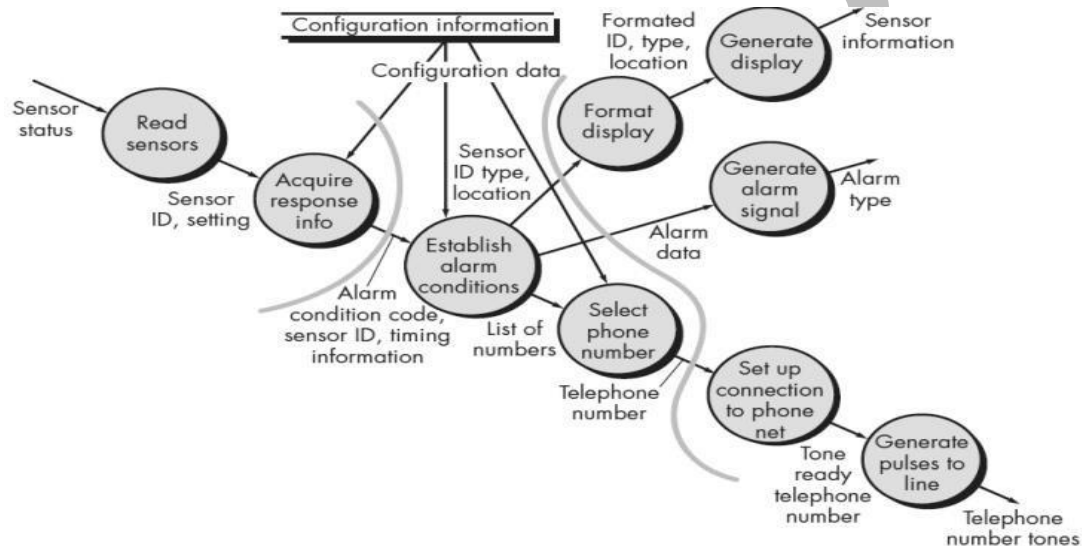 Configuration information
Configuration data
Sensor
status
Read
sensors
Sensor
ID, setting
Acquire
response
info
Alarm
condition code,
sensor ID, timing
information
Establish
alarm
conditions
Sensor
ID type,
location
Format
display
Formated
ID, type,
location
Generate
display
Sensor
information
Alarm
data
Generate
alarm
signal
Alarm
type
List of
numbers
Select
phone
number
Telephone
number
Set up
connection
to phone
net
Tone
ready
telephone
number
Generate
pulses to
line
Telephone
number tones